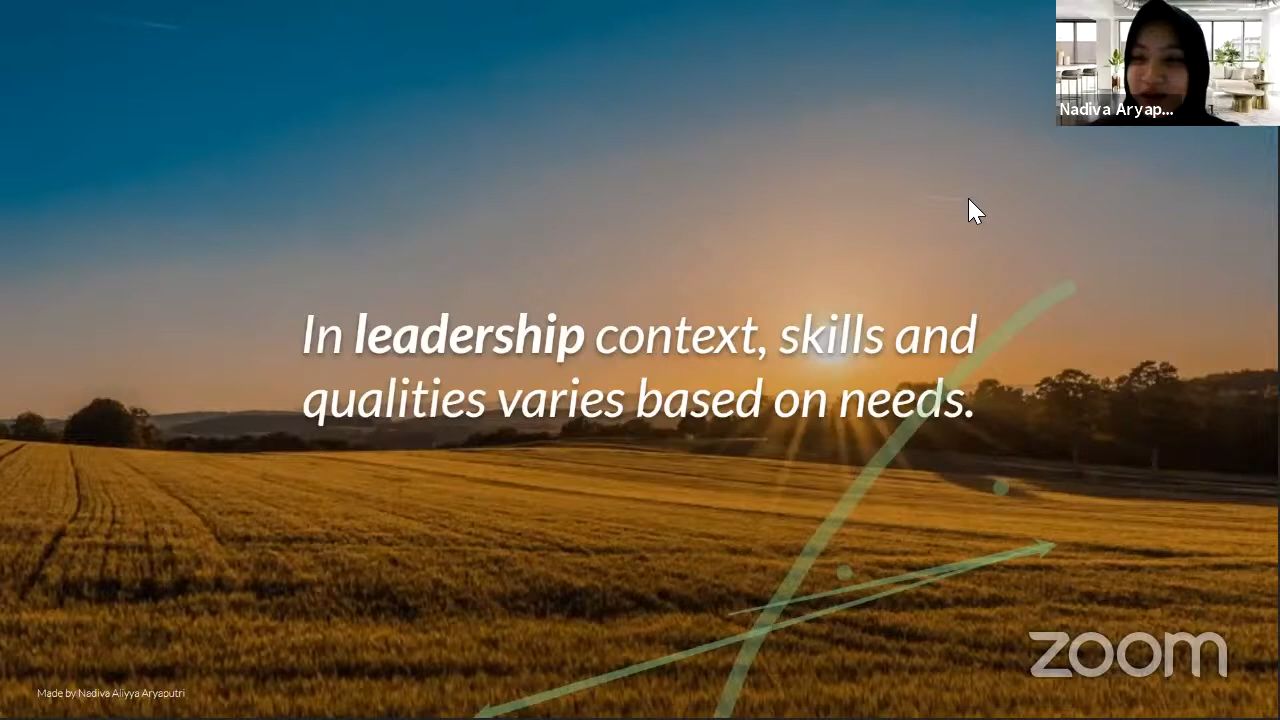 Nadiva Aryap...
In leadership context, skills and
qualities varies based on needs.
zoom
Made by Nadiva Aliyya Aryaputri